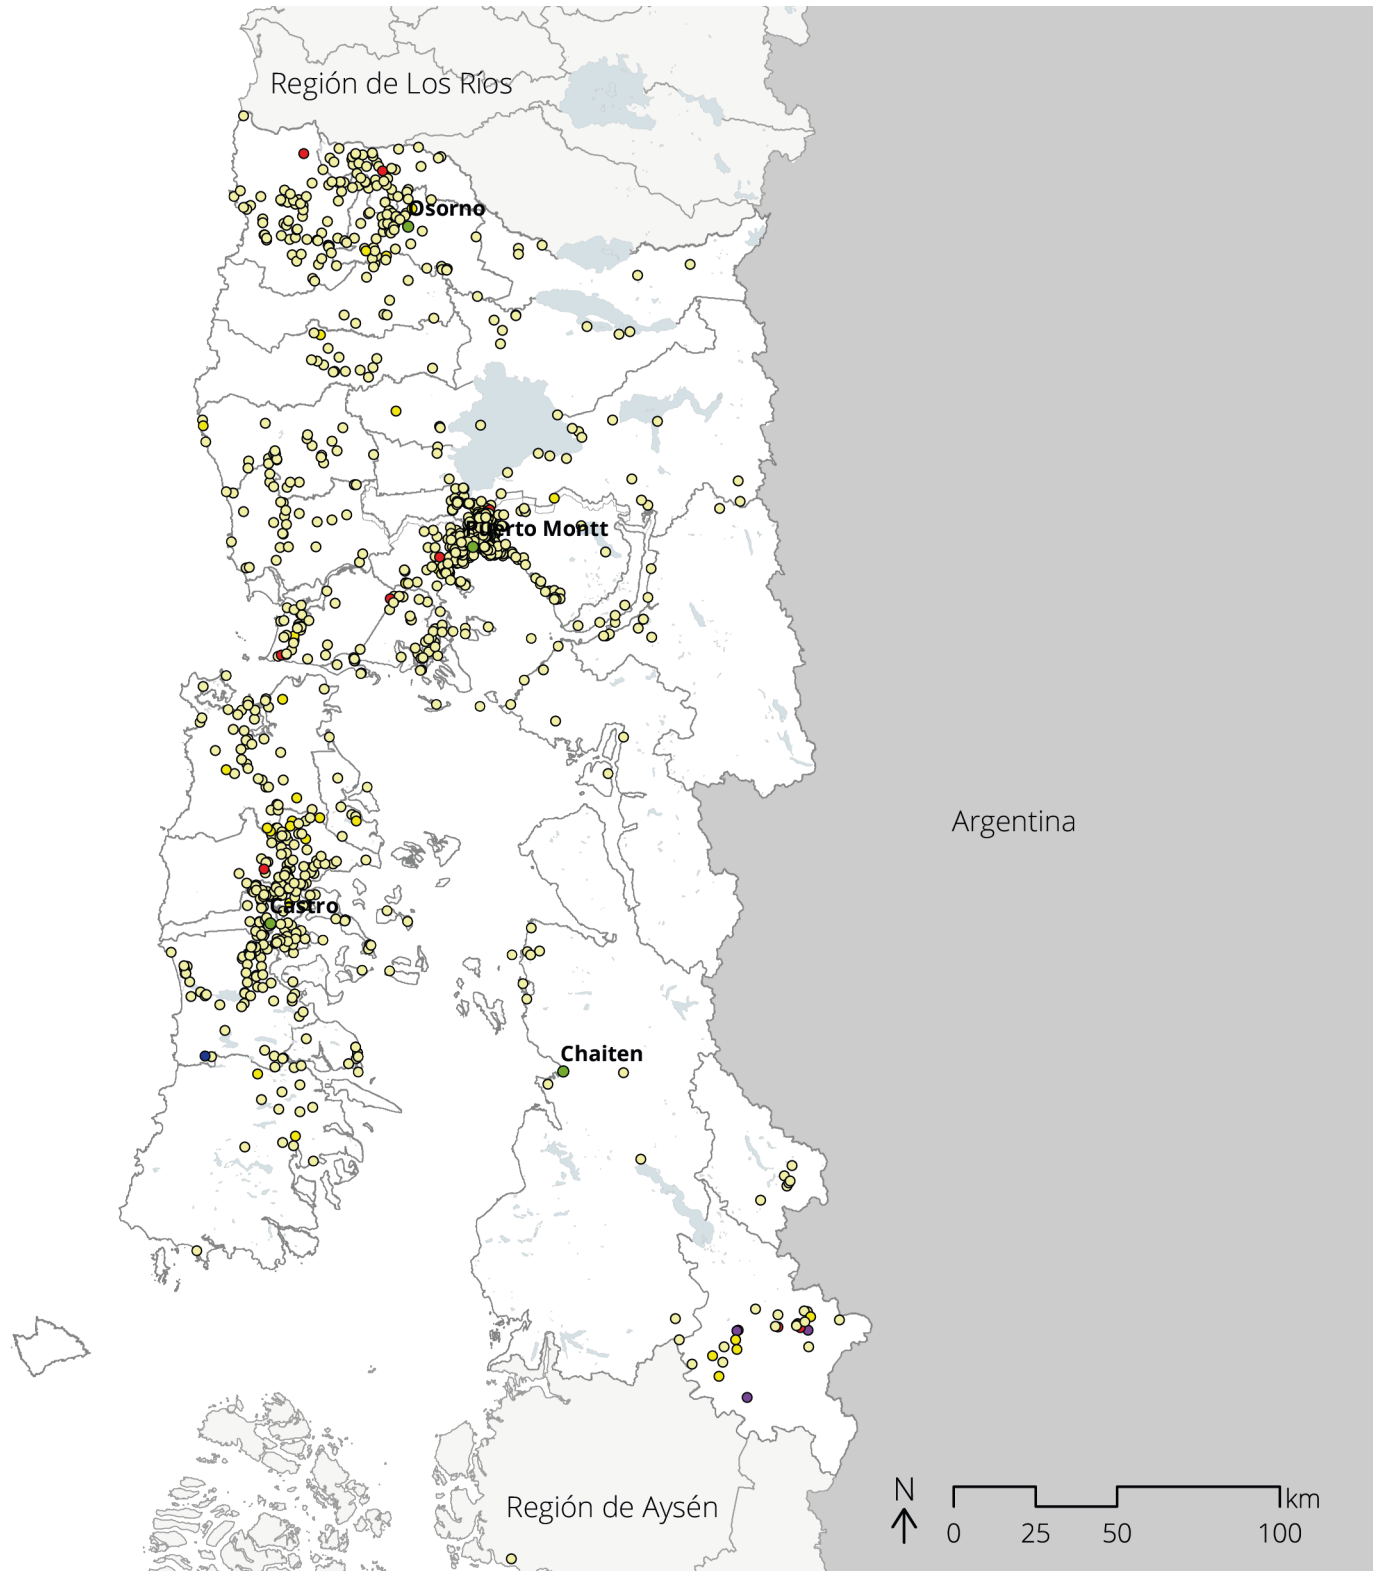 Región de Los Ríos
Osorno
Puerto Montt
Argentina
Castro
Chaiten
Región de Aysén
N
km
0 25 50 100